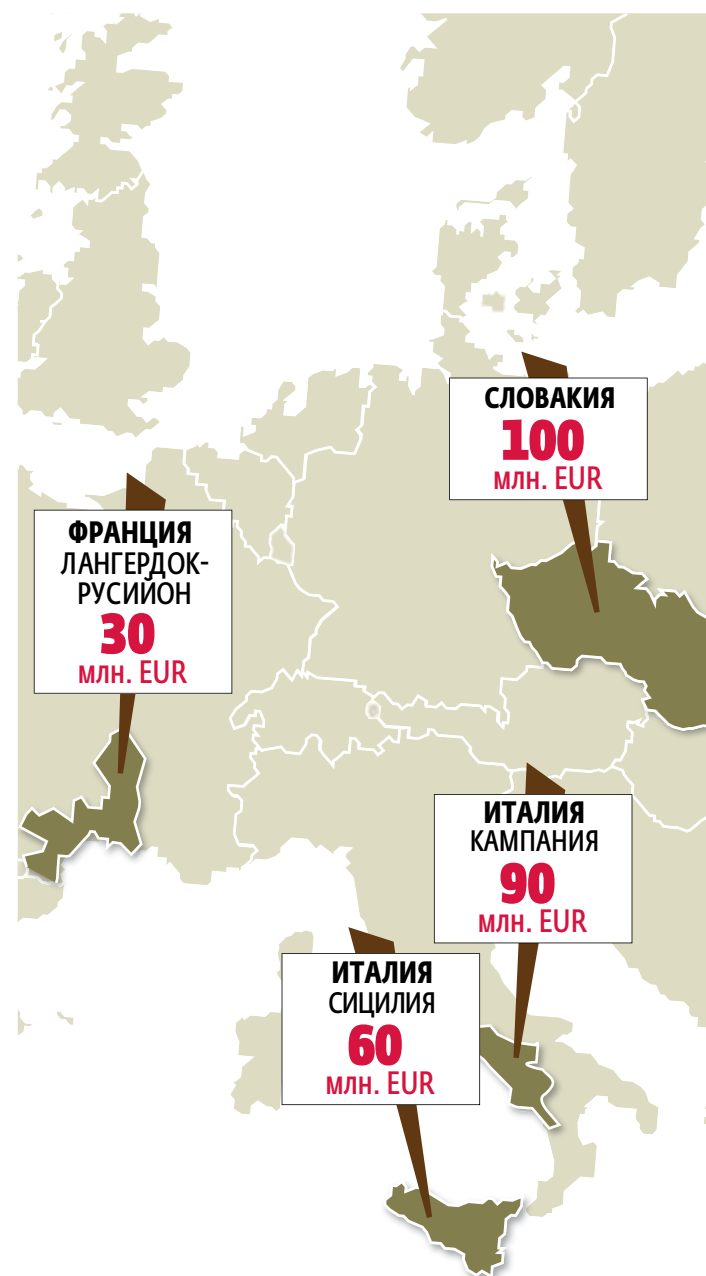 СЛОВАКИЯ
100
МЛН. EUR
ФРАНЦИЯ
ЛАНГЕРДОК-
РУСИЙОН
30
МЛН. EUR
ИТАЛИЯ
КАМПАНИЯ
90
МЛН. EUR
ИТАЛИЯ
СИЦИЛИЯ
60
МЛН. EUR